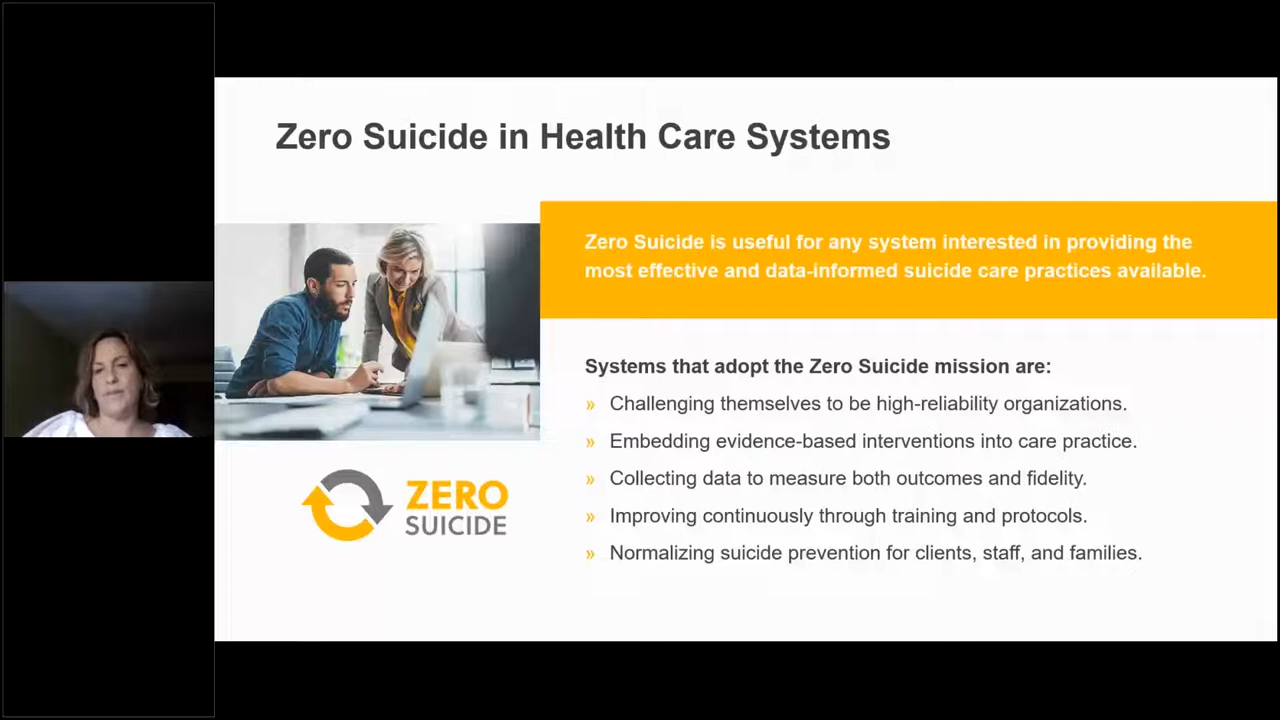 Zero Suicide in Health Care Systems
Zero Suicide is useful for any system interested in providing the
most effective and data-informed suicide care practices available.
Systems that adopt the Zero Suicide mission are:
» Challenging themselves to be high-reliability organizations.
» Embedding evidence-based interventions into care practice.
» Collecting data to measure both outcomes and fidelity.
» Improving continuously through training and protocols.
» Normalizing suicide prevention for clients, staff, and families.
ZERO
SUICIDE